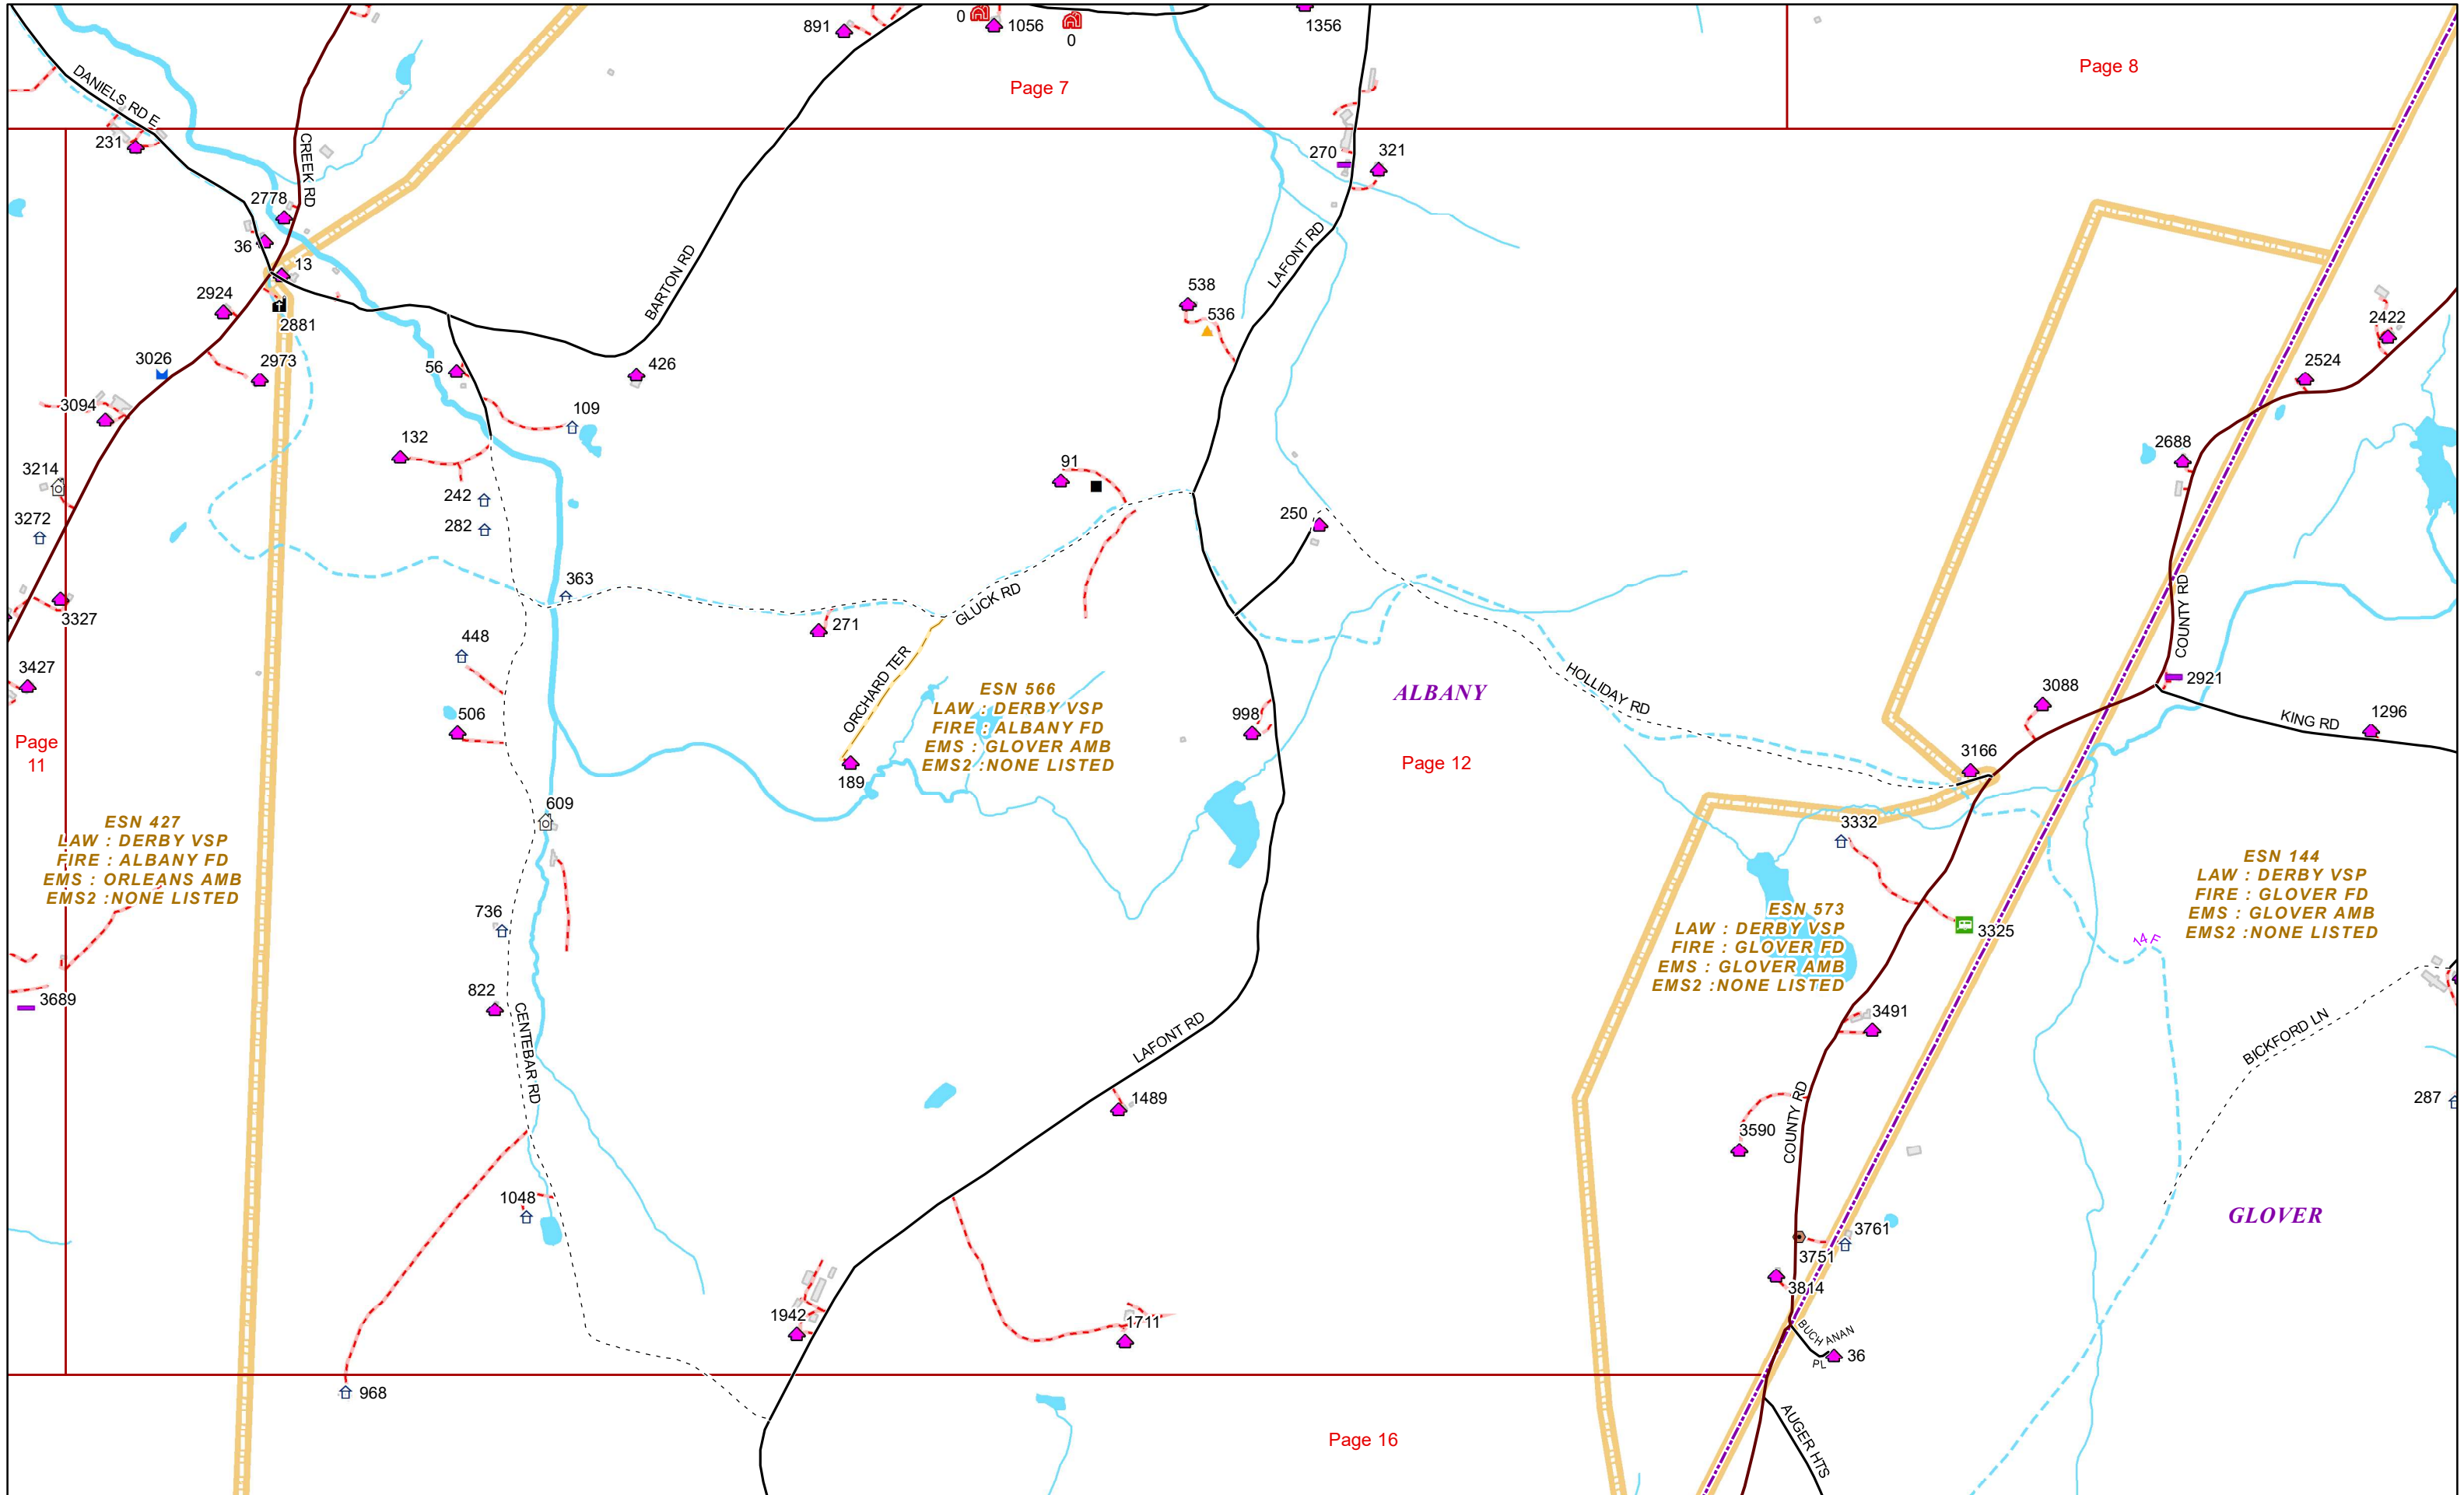 891
0
1056
0
1356
Page 7
Page 8
DANIELS RD E
231
CREEK RD
270
321
2778
36
13
LAFONT RD
BARTON RD
2924
2881
538
536
2422
3026
2973
56
426
2524
3094
109
132
2688
3214
242
91
3272
282
250
363
GLUCK RD
COUNTY RD
3327
271
448
ORCHARD TER
HOLLIDAY RD
3427
ESN 566
LAW : DERBY VSP
FIRE : ALBANY FD
EMS : GLOVER AMB
EMS2 :NONE LISTED
ALBANY
3088
2921
506
998
KING RD
1296
Page
11
Page 12
3166
189
609
3332
ESN 427
LAW : DERBY VSP
FIRE : ALBANY FD
EMS : ORLEANS AMB
EMS2 :NONE LISTED
ESN 144
LAW : DERBY VSP
FIRE : GLOVER FD
EMS : GLOVER AMB
EMS2 :NONE LISTED
736
ESN 573
LAW : DERBY VSP
FIRE : GLOVER FD
EMS : GLOVER AMB
EMS2 :NONE LISTED
3325
14 F
822
3689
CENTEBAR RD
LAFONT RD
3491
BICKFORD LN
1489
COUNTY RD
287
3590
1048
3761
GLOVER
3751
3814
1942
1711
BUCHANAN
PL
36
968
Page 16
AUGER HTS